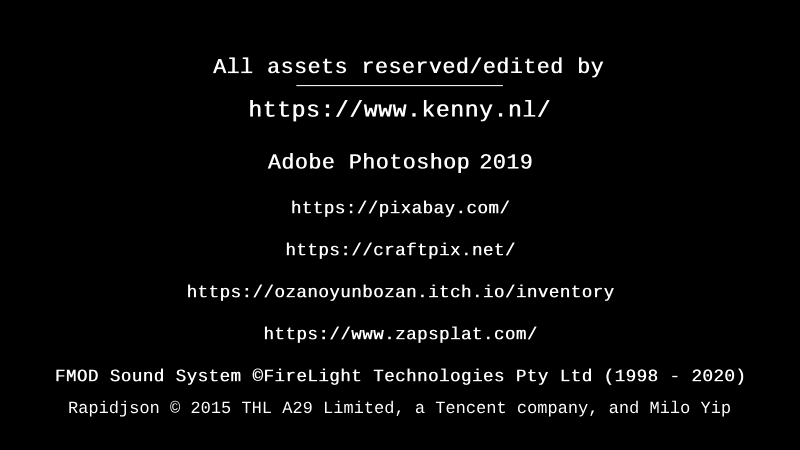 All assets reserved/edited by
https://www.kenny.nl/
Adobe Photoshop 2019
https://pixabay.com/
https://craftpix.net/
https://ozanoyunbozan.itch.io/inventory
https://www.zapsplat.com/
FMOD Sound System ©FireLight Technologies Pty Ltd (1998 - 2020)
Rapidjson © 2015 THL A29 Limited, a Tencent company, and Milo Yip